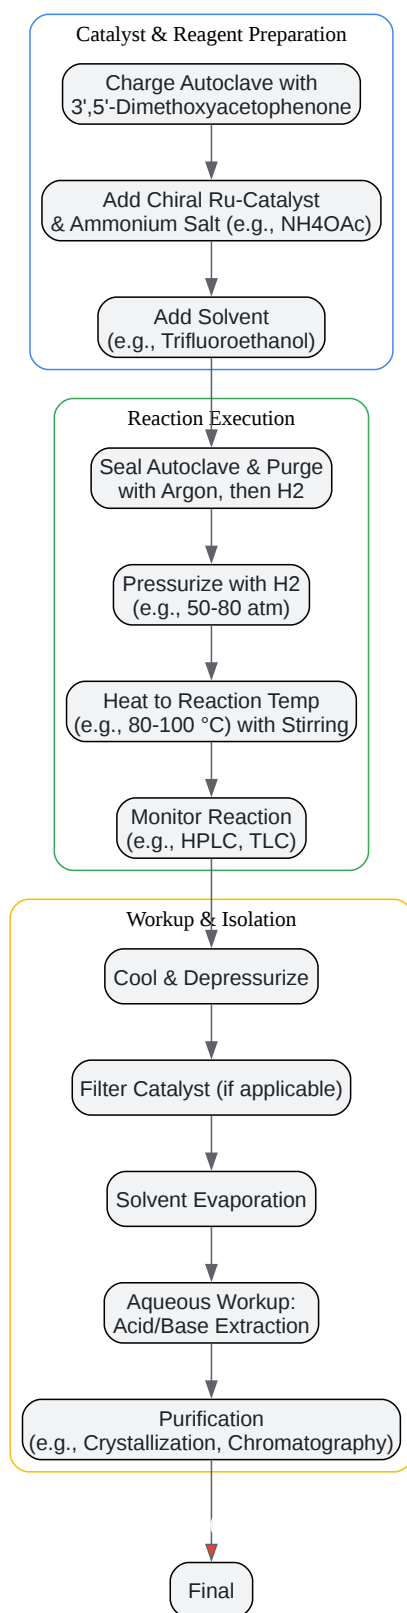 Catalyst & Reagent Preparation
Charge Autoclave with
3',5'-Dimethoxyacetophenone
Add Chiral Ru-Catalyst
& Ammonium Salt (e.g., NH4OAc)
Add Solvent
(e.g., Trifluoroethanol)
Reaction Execution
Seal Autoclave & Purge
with Argon, then H2
Pressurize with H2
(e.g., 50-80 atm)
Heat to Reaction Temp
(e.g., 80-100 °C) with Stirring
Monitor Reaction
(e.g., HPLC, TLC)
Workup & Isolation
Cool & Depressurize
Filter Catalyst (if applicable)
Solvent Evaporation
Aqueous Workup:
Acid/Base Extraction
Purification
(e.g., Crystallization, Chromatography)
Final